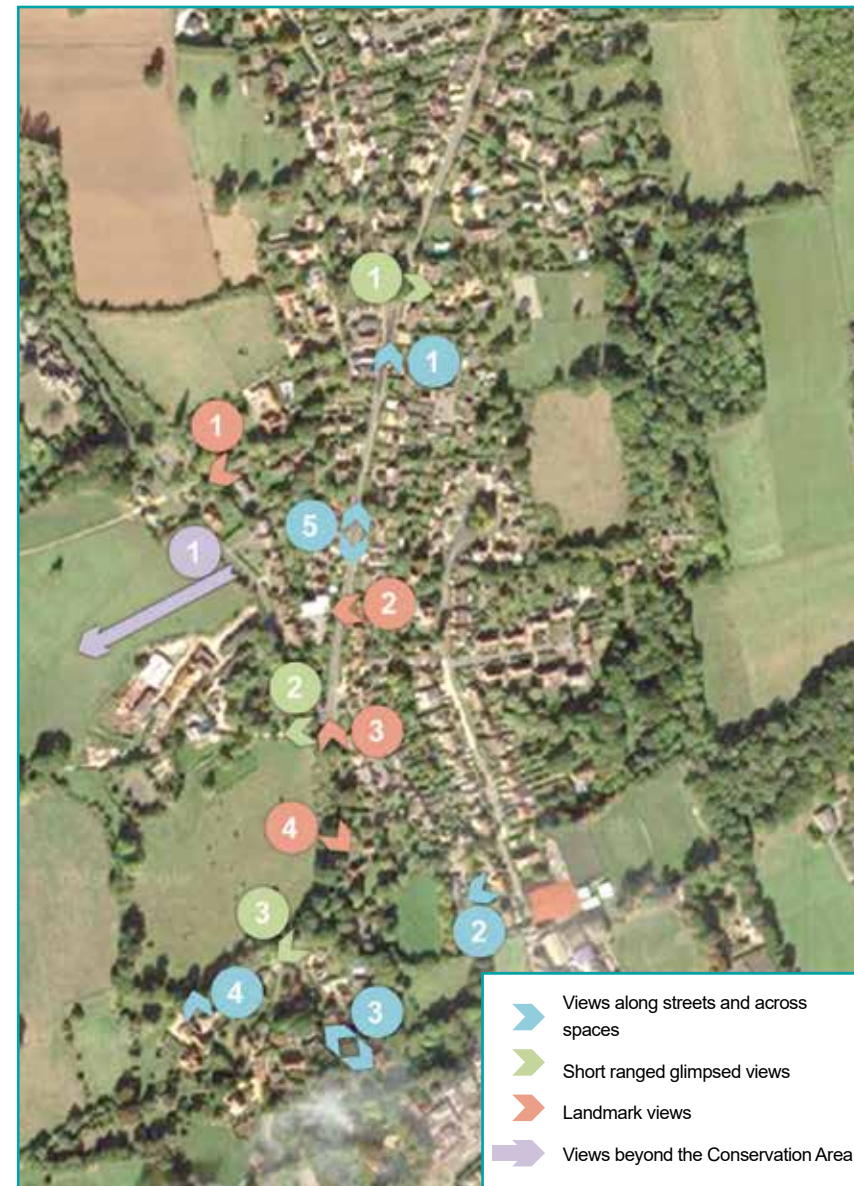 1
1
1
5
1
2
2
3
4
3
2
4
3
Views along streets and across
spaces
Short ranged glimpsed views
Landmark views
Views beyond the Conservation Area